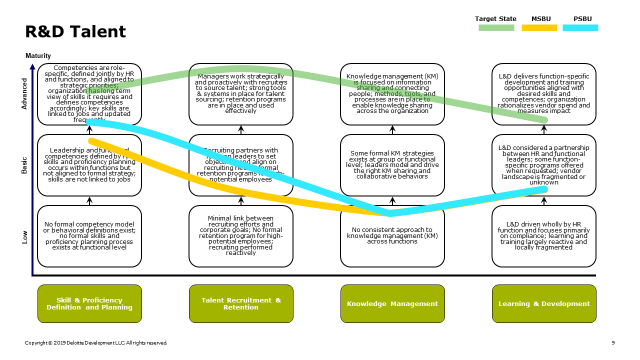 R&D Talent
Target State
MSBU
PSBU
Maturity
Advanced
Competencies are role-
specific, defined jointly by HR
and functions, and aligned to
strategic priorities;
organization has long term
view of skills it requires and
defines competencies
accordingly; key skills are
linked to jobs and updated
frequently
Managers work strategically
and proactively with recruiters
to source talent; strong tools
& systems in place for talent
sourcing; retention programs
are in place and used
effectively
Knowledge management (KM)
is focused on information
sharing and connecting
people; methods, tools, and
processes are in place to
enable knowledge sharing
across the organization
L&D delivers function-specific
development and training
opportunities aligned with
desired skills and
competences; organization
rationalizes vendor spend and
measures impact
Basic
Leadership and functional
competencies defined by HR;
skills and proficiency planning
occurs within functions but
not aligned to formal strategy;
skills are not linked to jobs
Recruiting partners with
leaders to set
and align on
recruiting
retention programs
potential employees
Some formal KM strategies
exists at group or functional
level; leaders model and drive
the right KM sharing and
collaborative behaviors
L&D considered a partnership
between HR and functional
leaders; some function-
specific programs offered
when requested; vendor
landscape is fragmented or
unknown
Low
No formal competency model
or behavioral definitions exist;
no formal skills and
proficiency planning process
exists at functional level
Minimal link between
recruiting efforts and
corporate goals; No formal
retention program for high-
potential employees;
recruiting performed
reactively
No consistent approach to
knowledge management (KM)
across functions
L&D driven wholly by HR
function and focuses primarily
on compliance; learning and
training largely reactive and
locally fragmented
Skill & Proficiency
Definition and Planning
Talent Recruitment &
Retention
Knowledge Management
Learning & Development
Copyright © 2019 Deloitte Development LLC. All rights reserved.
9